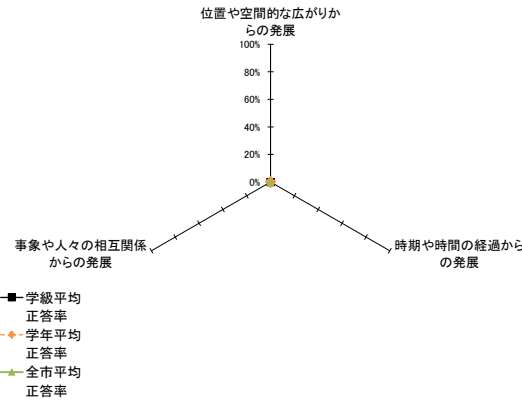 位置や空間的な広がりか
らの発展
100%
80%
60%
40%
20%
0%
事象や人々の相互関係
からの発展
時期や時間の経過から
の発展
学級平均
正答率
学年平均
正答率
全市平均
正答率